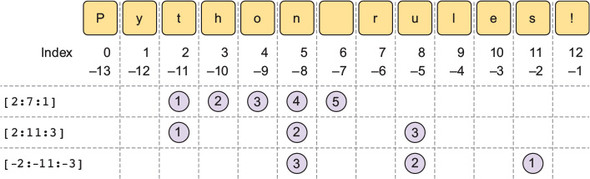 P y t h o n r u l e s !
Index 0 1 2 3 4 5 6 7 8 9 10 11 12
–13 –12 –11 –10 –9 –8 –7 –6 –5 –4 –3 –2 –1
[2:7:1] 1 2 3 4 5
[2:11:3] 1 2 3
[-2:-11:-3] 3 2 1